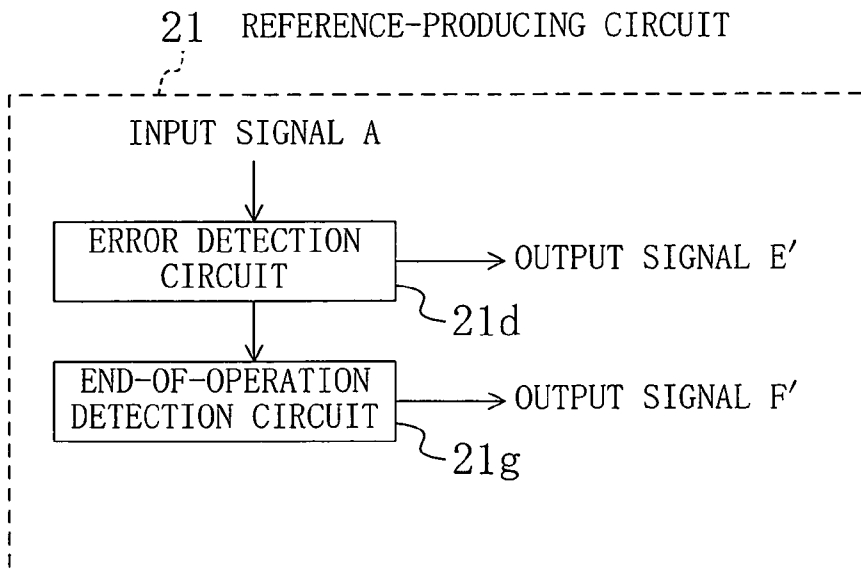 21 REFERENCE-PRODUCING CIRCUIT
INPUT SIGNAL A
ERROR DETECTION
CIRCUIT
OUTPUT SIGNAL E′
21d
END-OF-OPERATION
DETECTION CIRCUIT
OUTPUT SIGNAL F′
21g